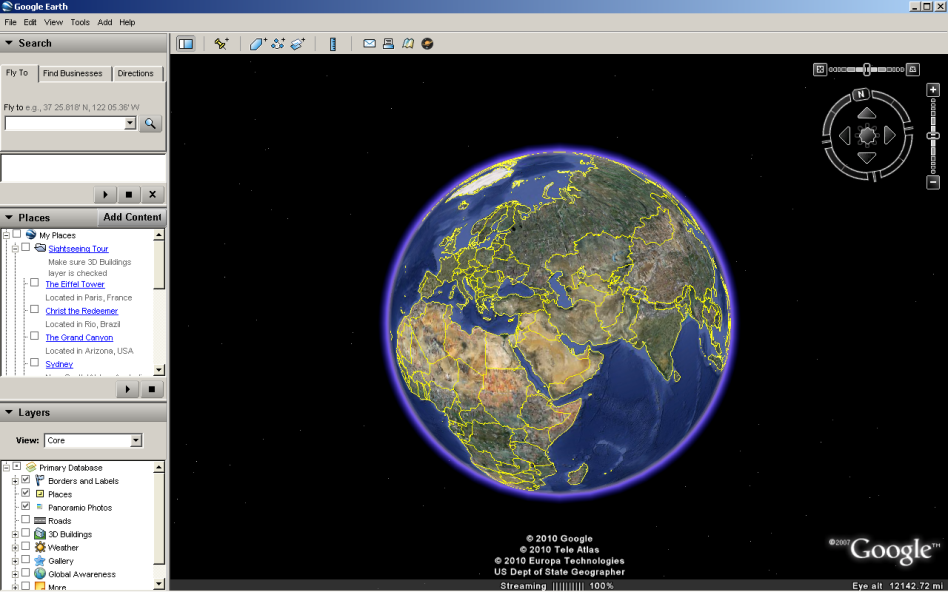 Google Earth
File Edit View Tools Add Help
Search
Fly To Find Businesses Directions
Fly to e.g., 37 25.818' N, 122 05.36' W
Places Add Content
My Places
Sightseeing Tour
Make sure 3D Buildings
layer is checked
The Eiffel Tower
Located in Paris, France
Christ the Redeemer
Located in Rio, Brazil
The Grand Canyon
Located in Arizona, USA
Sydney
Layers
View: Core
Primary Database
Borders and Labels
Places
Panoramio Photos
Roads
3D Buildings
Weather
Gallery
Global Awareness
More
N
© 2010 Google
© 2010 Tele Atlas
© 2010 Europa Technologies
US Dept of State Geographer
©2007 Google™
Streaming |||||||||| 100%
Eye alt 12142.72 mi